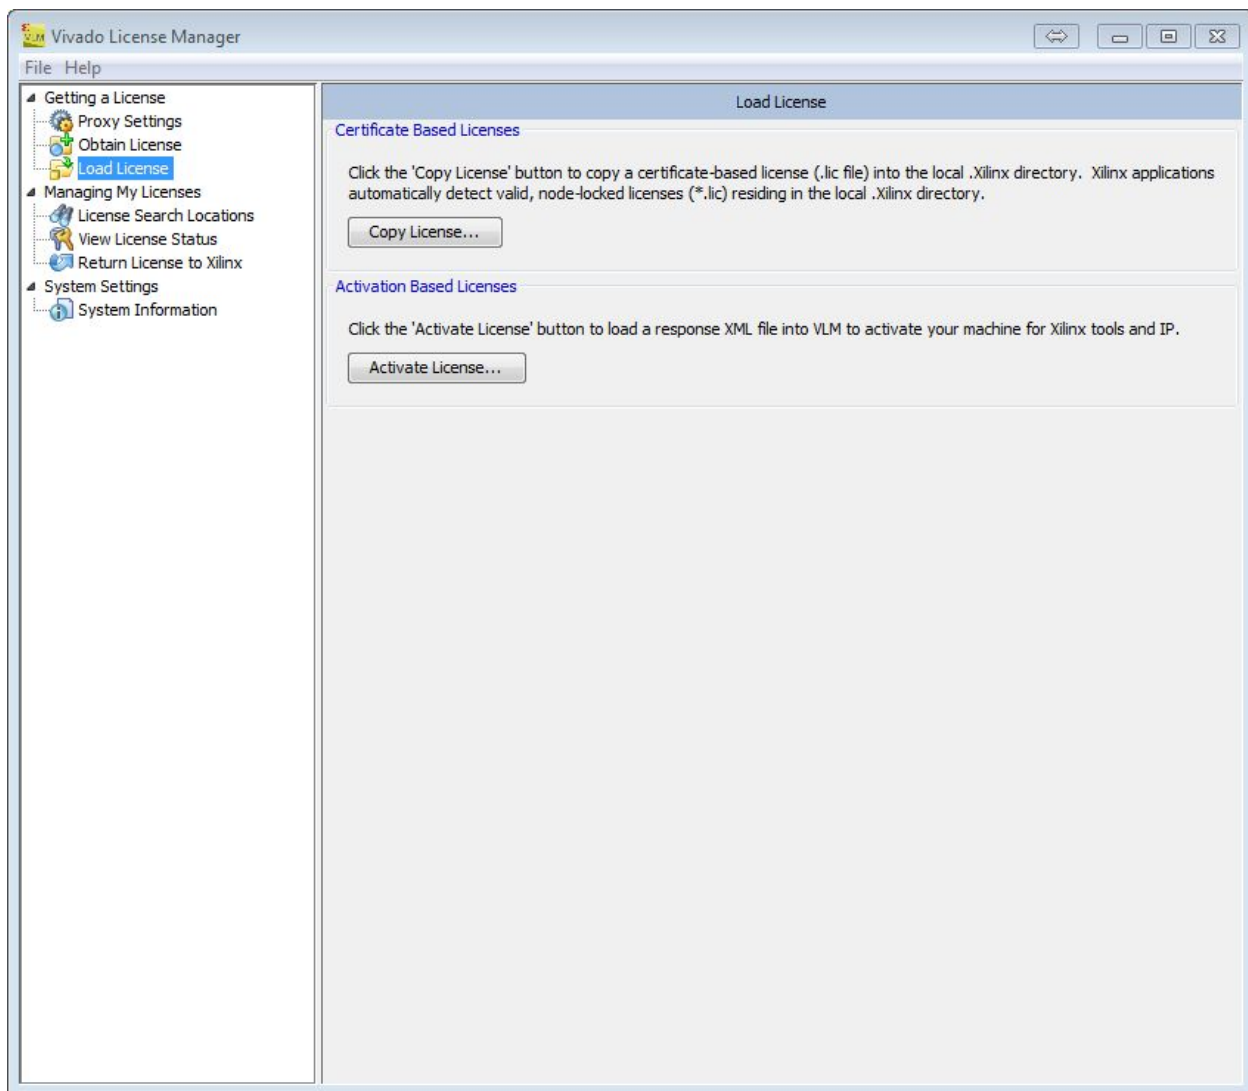 Vivado License Manager
File Help
Getting a License
Proxy Settings
Obtain License
Load License
Managing My Licenses
License Search Locations
View License Status
Return License to Xilinx
System Settings
System Information
Load License
Certificate Based Licenses
Click the 'Copy License' button to copy a certificate-based license (.lic file) into the local .Xilinx directory.  Xilinx applications
automatically detect valid, node-locked licenses (*.lic) residing in the local .Xilinx directory.
Copy License...
Activation Based Licenses
Click the 'Activate License' button to load a response XML file into VLM to activate your machine for Xilinx tools and IP.
Activate License...